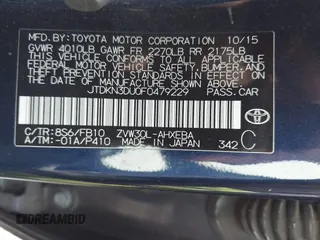 MFD.BY:TOYOTA MOTOR CORPORATION 10/15
GVWR 4010LB GAWR FR 2270LB RR 2175LB
THIS VEHICLE CONFORMS TO ALL APPLICABLE
FEDERAL MOTOR VEHICLE SAFETY, BUMPER, AND
THEFT PREVENTION STANDARDS IN EFFECT ON
THE DATE OF MANUFACTURE SHOWN ABOVE.
JTDKN3DU0F0479229 PASS.CAR
TOYOTA
C/TR:8S6/FB10 ZVW30L-AHXEBA
A/TM:-01A/P410 MADE IN JAPAN 342 C
DREAMBID